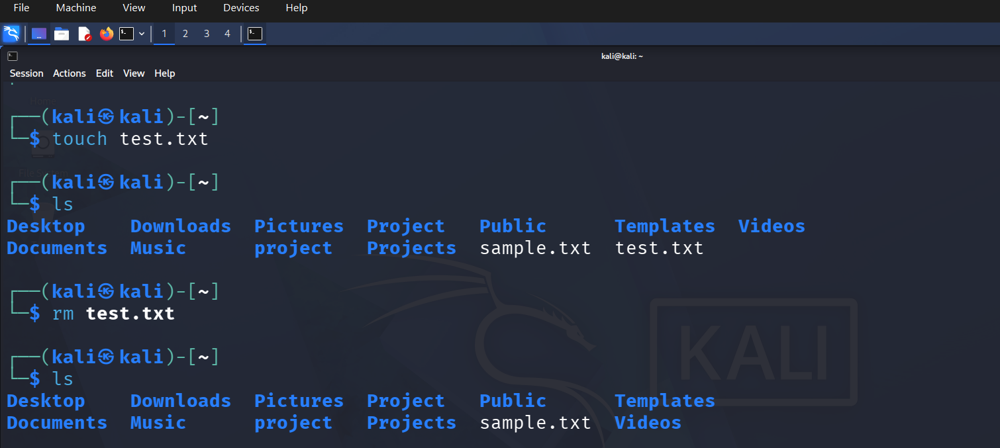 File Machine View Input Devices Help
1 2 3 4
kali@kali: ~
Session Actions Edit View Help
Home
┌──(kali㉿kali)-[~]
└─$ touch test.txt
File System
┌──(kali㉿kali)-[~]
└─$ ls
Desktop Downloads Pictures Project Public Templates Videos
Documents Music project Projects sample.txt test.txt
┌──(kali㉿kali)-[~]
└─$ rm test.txt
KALI
┌──(kali㉿kali)-[~]
└─$ ls
Desktop Downloads Pictures Project Public Templates
Documents Music project Projects sample.txt Videos